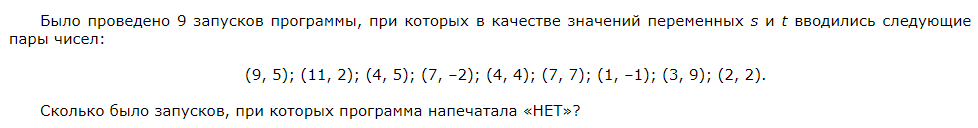 Было проведено 9 запусков программы, при которых в качестве значений переменных s и t вводились следующие
пары чисел:
(9, 5); (11, 2); (4, 5); (7, –2); (4, 4); (7, 7); (1, –1); (3, 9); (2, 2).
Сколько было запусков, при которых программа напечатала «НЕТ»?